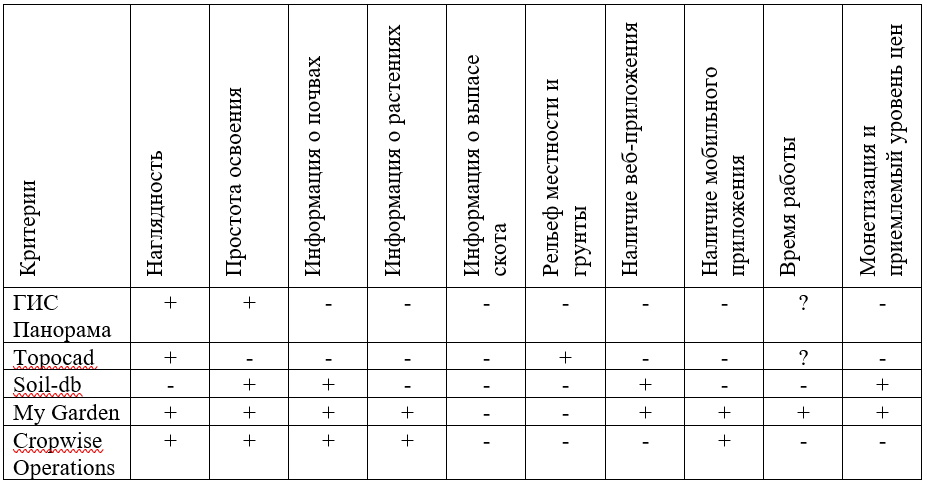 Критерии
Наглядность
Простота освоения
Информация о почвах
Информация о растениях
Информация о выпасе
скота
Рельеф местности и
грунты
Наличие веб-приложения
Наличие мобильного
приложения
Время работы
Монетизация и
приемлемый уровень цен
ГИС + + - - - - - - ? -
Панорама
Topocad + - - - - + - - ? -
Soil-db - + + - - - + - - +
My Garden + + + + - - + + + +
Cropwise + + + + - - - + - -
Operations